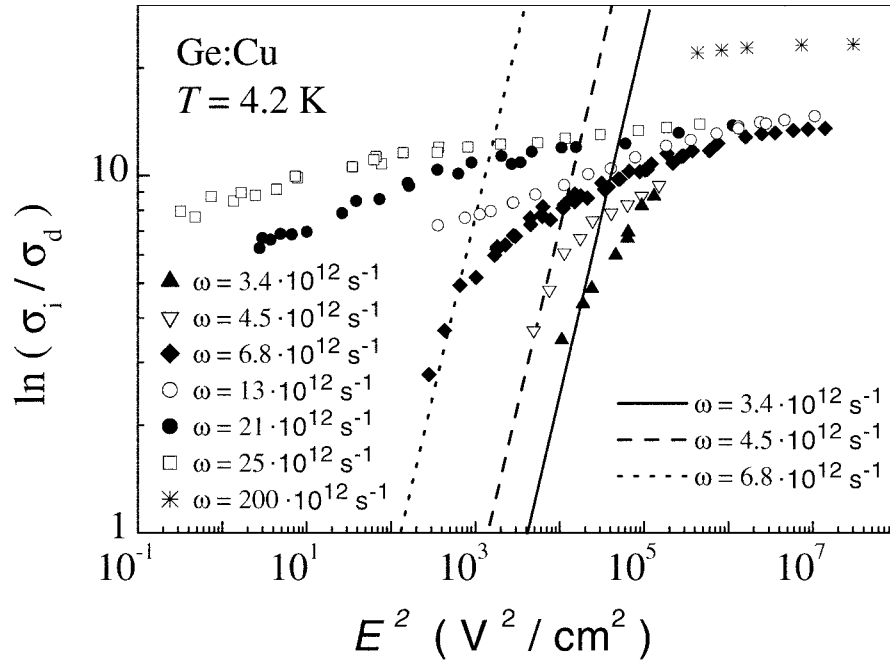 Ge:Cu
T = 4.2 K
10
1
ln ( σi / σd )
ω = 3.4 ·10¹² s⁻¹
ω = 4.5 ·10¹² s⁻¹
ω = 6.8 ·10¹² s⁻¹
ω = 13 ·10¹² s⁻¹
ω = 21 ·10¹² s⁻¹
ω = 25 ·10¹² s⁻¹
ω = 200 ·10¹² s⁻¹
ω = 3.4 ·10¹² s⁻¹
ω = 4.5 ·10¹² s⁻¹
ω = 6.8 ·10¹² s⁻¹
10⁻¹ 10¹ 10³ 10⁵ 10⁷
E² ( V² / cm² )